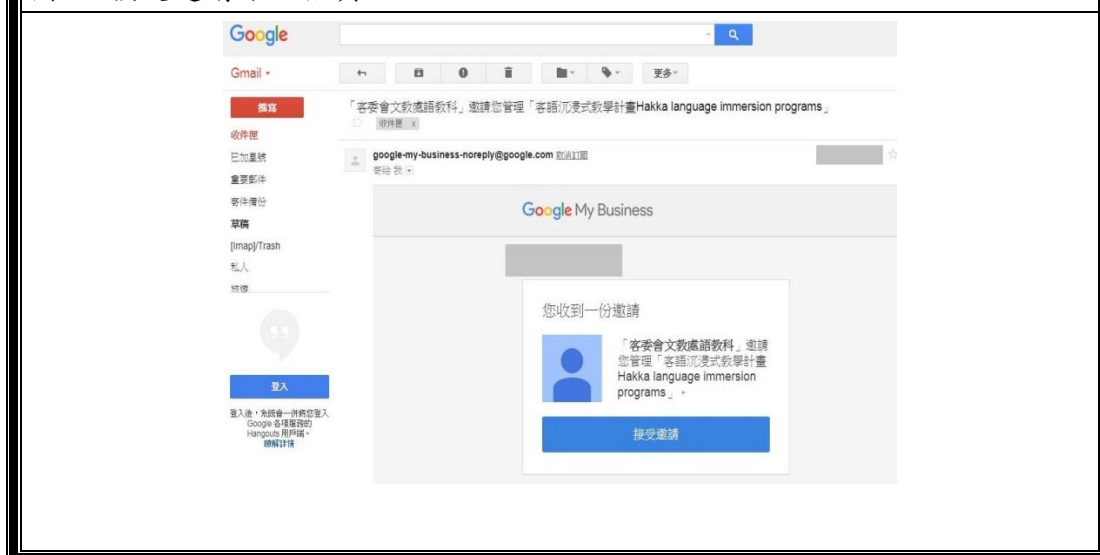 Google
Gmail
更多
撰寫
「客委會文教處語教科」邀請您管理「客語沉浸式教學計畫Hakka language immersion programs」
收件匣 x
收件匣
已加星號
google-my-business-noreply@google.com 取消訂閱
寄給 我
重要郵件
寄件備份
Google My Business
草稿
[Imap]/Trash
私人
您收到一份邀請
「客委會文教處語教科」邀請
您管理「客語沉浸式教學計畫
Hakka language immersion
programs」。
接受邀請
登入
登入後,系統會一併將您登入
Google 各項服務的
Hangouts 用戶端。
瞭解詳情